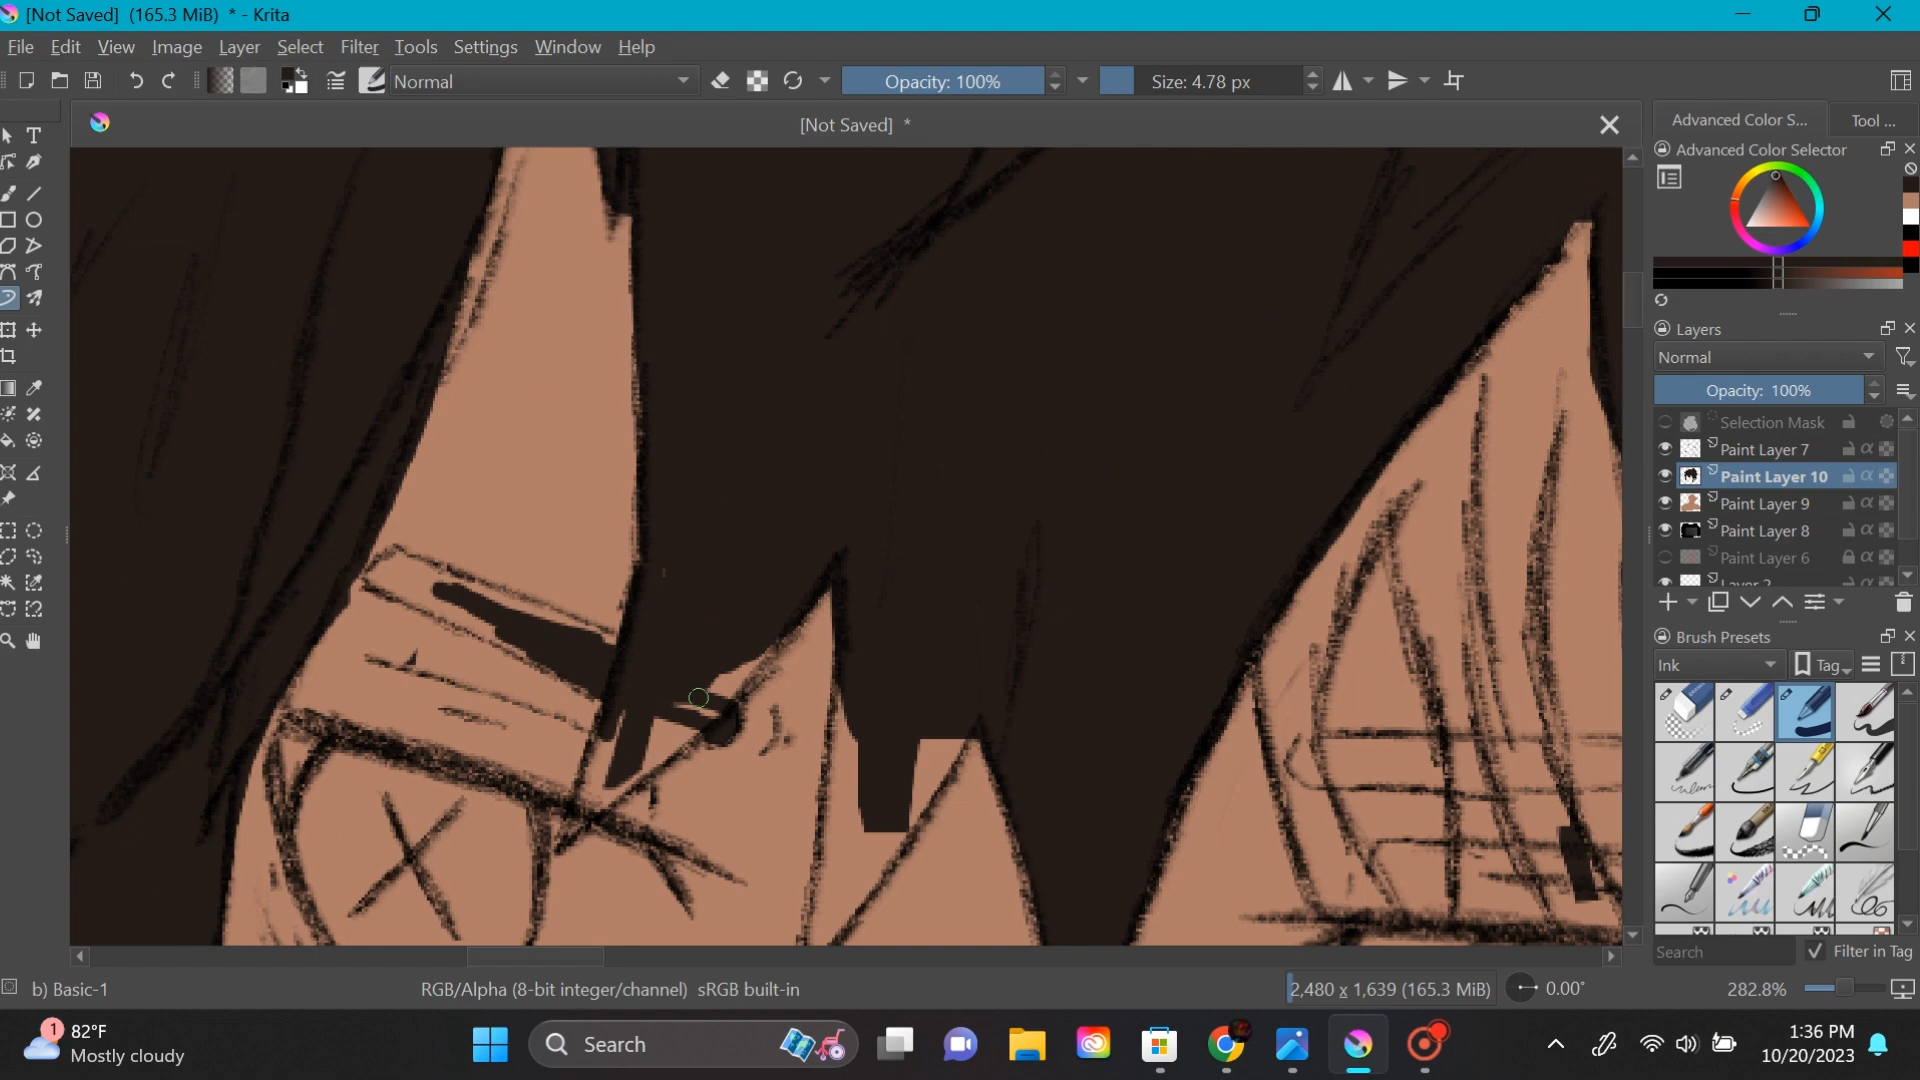 [Not Saved] (165.3 MiB) * - Krita
File Edit View Image Layer Select Filter Tools Settings Window Help
Normal Opacity: 100% Size: 4.78 px
[Not Saved] *
Advanced Color S... Tool ...
Advanced Color Selector
Layers
Normal
Opacity: 100%
Selection Mask
Paint Layer 7
Paint Layer 10
Paint Layer 9
Paint Layer 8
Paint Layer 6
Layer 2
Brush Presets
Ink Tag
Search Filter in Tag
b) Basic-1 RGB/Alpha (8-bit integer/channel) sRGB built-in 2,480 x 1,639 (165.3 MiB) 0.00° 282.8%
1 82°F
Mostly cloudy
Search
1:36 PM
10/20/2023